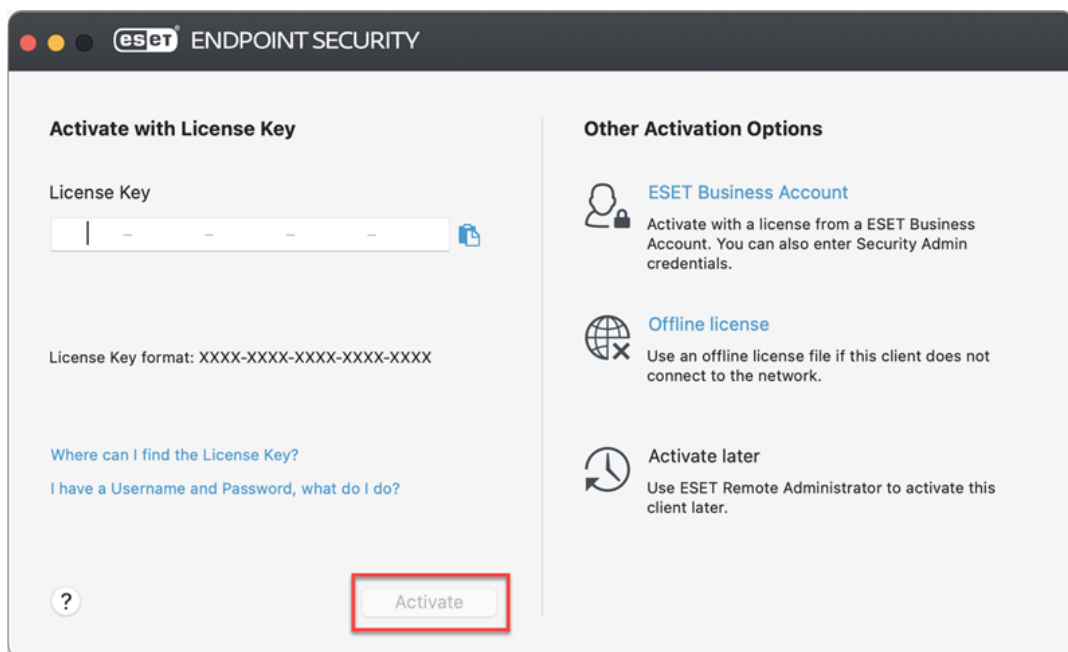 eseT ENDPOINT SECURITY
Activate with License Key
License Key
– – – –
License Key format: XXXX-XXXX-XXXX-XXXX-XXXX
Where can I find the License Key?
I have a Username and Password, what do I do?
?
Activate
Other Activation Options
ESET Business Account
Activate with a license from a ESET Business
Account. You can also enter Security Admin
credentials.
Offline license
Use an offline license file if this client does not
connect to the network.
Activate later
Use ESET Remote Administrator to activate this
client later.